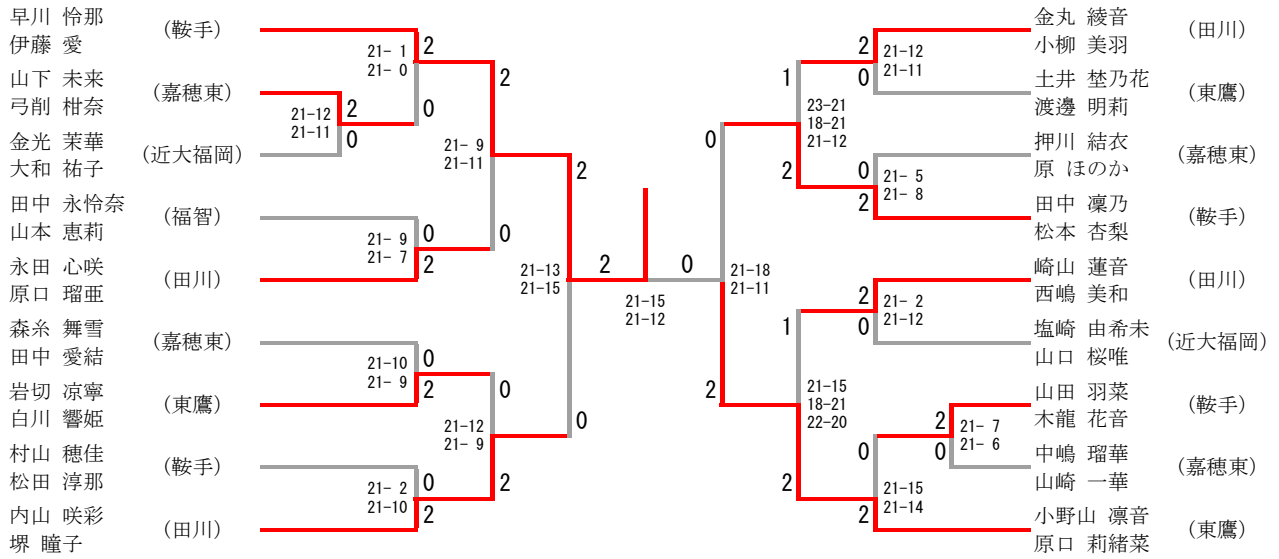 早川 怜那
伊藤 愛
(鞍手)
山下 未来
弓削 柑奈
(嘉穂東)
金光 茉華
大和 祐子
(近大福岡)
田中 永怜奈
山本 恵莉
(福智)
永田 心咲
原口 瑠亜
(田川)
森糸 舞雪
田中 愛結
(嘉穂東)
岩切 凉寧
白川 響姫
(東鷹)
村山 穂佳
松田 淳那
(鞍手)
内山 咲彩
堺 瞳子
(田川)
21-12
21-11
2
0
21- 1
21- 0
2
0
21- 9
21- 7
0
2
21-10
21- 9
0
2
21- 2
21-10
0
2
21- 9
21-11
2
0
21-12
21- 9
0
2
21-13
21-15
2
0
2
0
21-15
21-12
0
2
21-18
21-11
1
2
23-21
18-21
21-12
1
2
21-15
18-21
22-20
2
0
21-12
21-11
0
2
21- 5
21- 8
2
0
21- 2
21-12
0
2
21-15
21-14
2
0
21- 7
21- 6
金丸 綾音
小柳 美羽
(田川)
土井 埜乃花
渡邊 明莉
(東鷹)
押川 結衣
原 ほのか
(嘉穂東)
田中 凜乃
松本 杏梨
(鞍手)
崎山 蓮音
西嶋 美和
(田川)
塩崎 由希未
山口 桜唯
(近大福岡)
山田 羽菜
木龍 花音
(鞍手)
中嶋 瑠華
山崎 一華
(嘉穂東)
小野山 凛音
原口 莉緒菜
(東鷹)